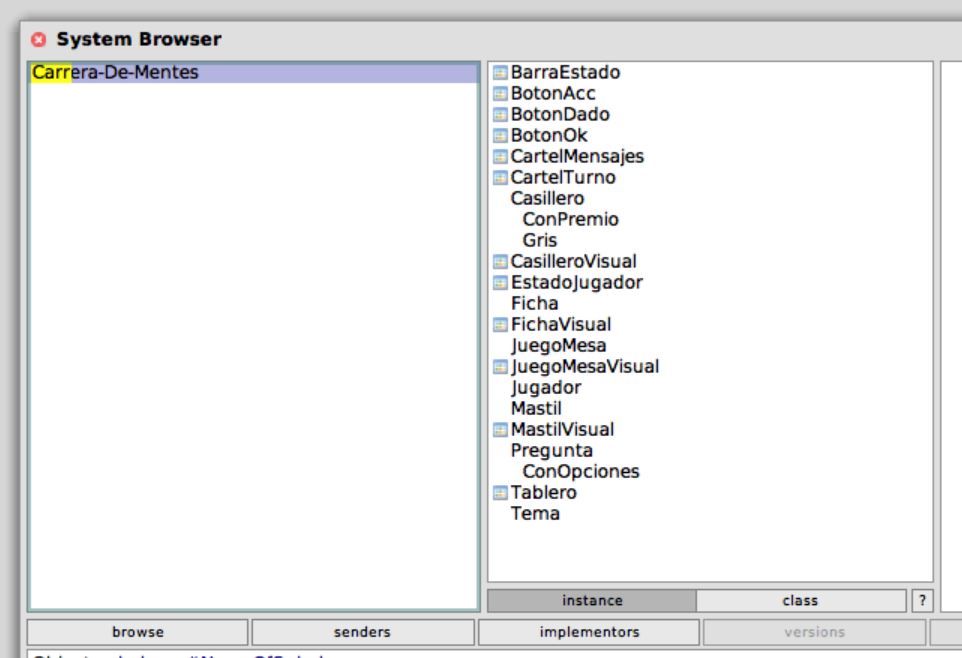 System Browser
Carrera-De-Mentes
BarraEstado
BotonAcc
BotonDado
BotonOk
CartelMensajes
CartelTurno
Casillero
ConPremio
Gris
CasilleroVisual
EstadoJugador
Ficha
FichaVisual
JuegoMesa
JuegoMesaVisual
Jugador
Mastil
MastilVisual
Pregunta
ConOpciones
Tablero
Tema
instance class ?
browse senders implementors versions